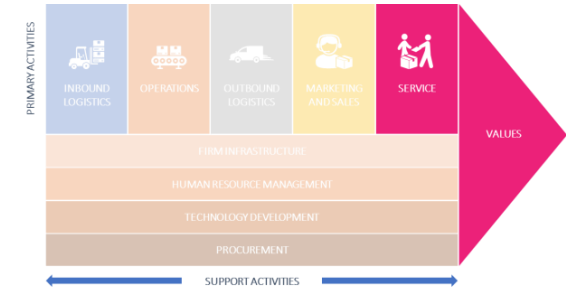 PRIMARY ACTIVITIES
INBOUND
LOGISTICS
OPERATIONS
OUTBOUND
LOGISTICS
MARKETING
AND SALES
SERVICE
VALUES
FIRM INFRASTRUCTURE
HUMAN RESOURCE MANAGEMENT
TECHNOLOGY DEVELOPMENT
PROCUREMENT
SUPPORT ACTIVITIES